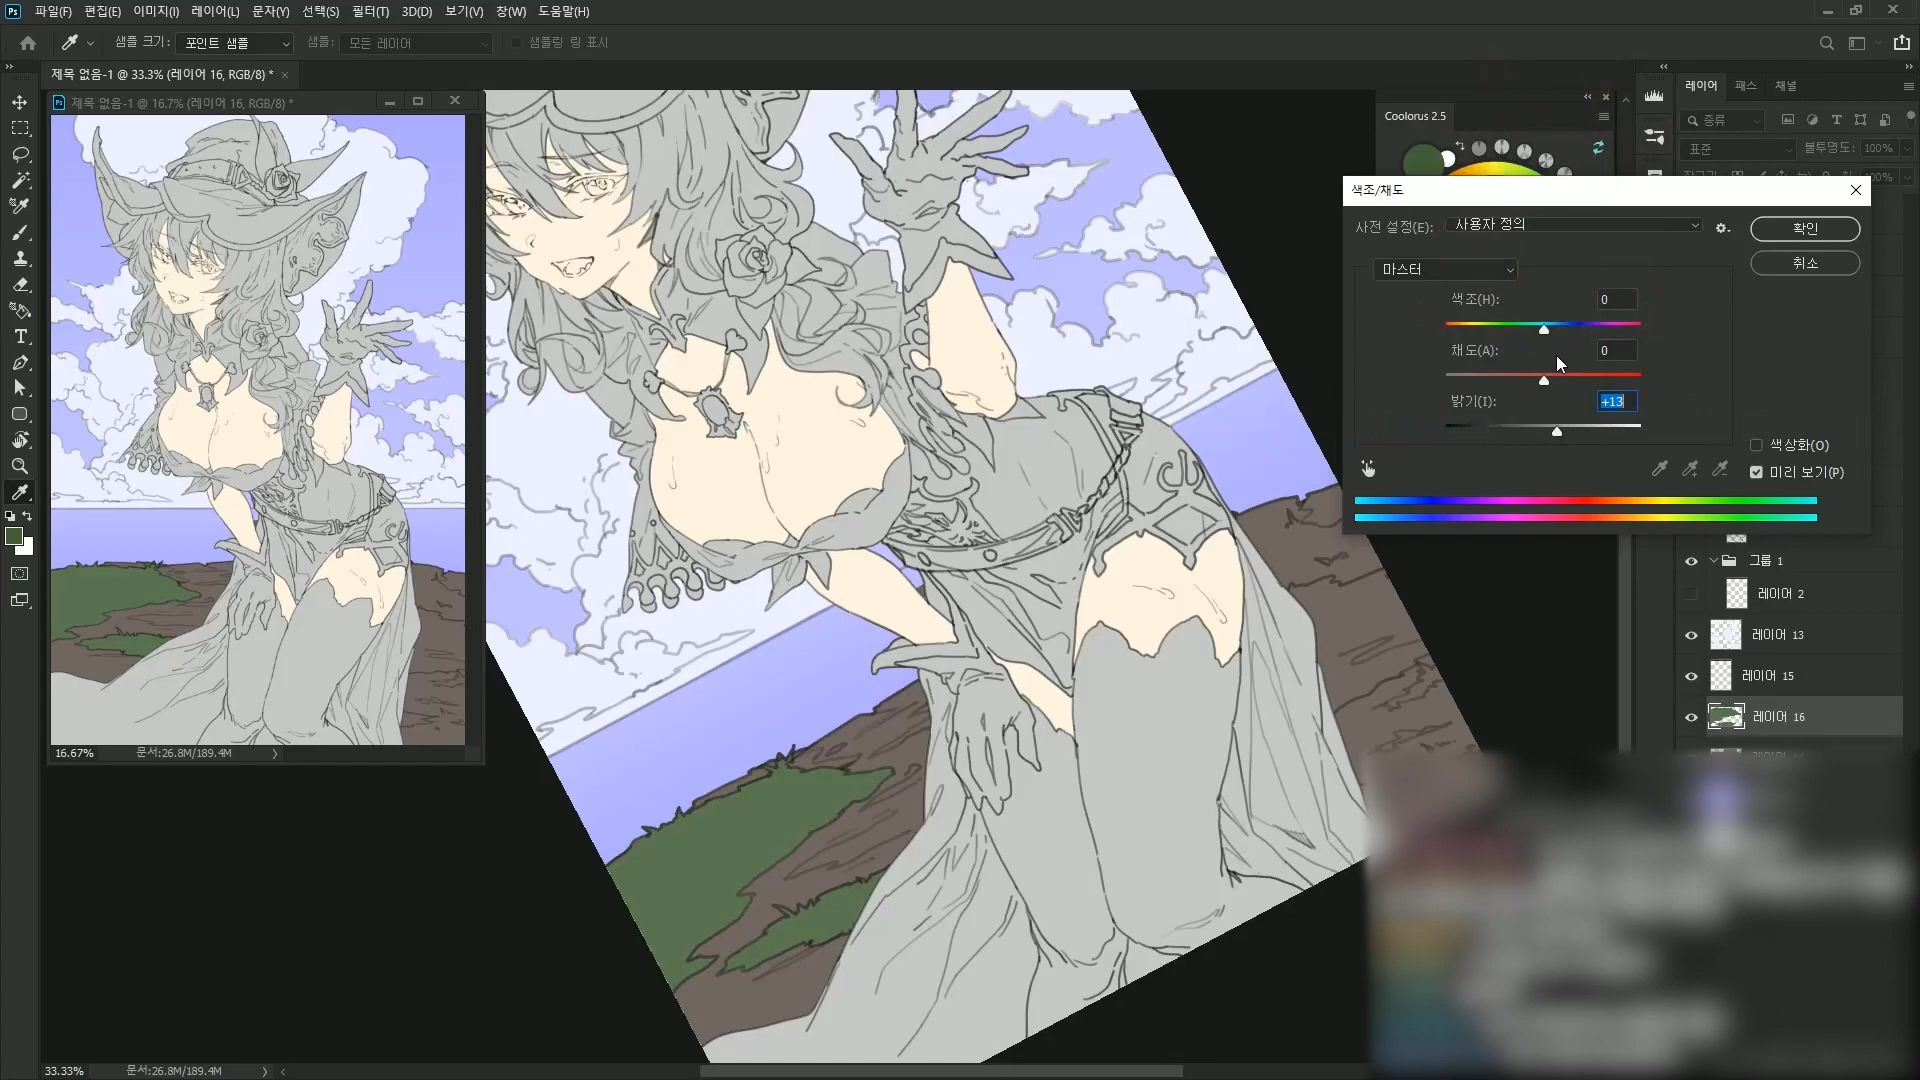 Ps 파일(F) 편집(E) 이미지(I) 레이어(L) 문자(Y) 선택(S) 필터(T) 3D(D) 보기(V) 창(W) 도움말(H)
샘플 크기: 포인트 샘플 샘플: 모든 레이어 샘플링 링 표시
제목 없음-1 @ 33.3% (레이어 16, RGB/8) *
Ps 제목 없음-1 @ 16.7% (레이어 16, RGB/8) *
16.67% 문서:26.8M/189.4M
33.33% 문서:26.8M/189.4M
Coolorus 2.5
레이어 패스 채널
종류
표준 불투명도: 100%
100%
색조/채도
사전 설정(E): 사용자 정의
확인
취소
마스터
색조(H): 0
채도(A): 0
밝기(I): +13
색상화(O)
미리 보기(P)
그룹 1
레이어 2
레이어 13
레이어 15
레이어 16